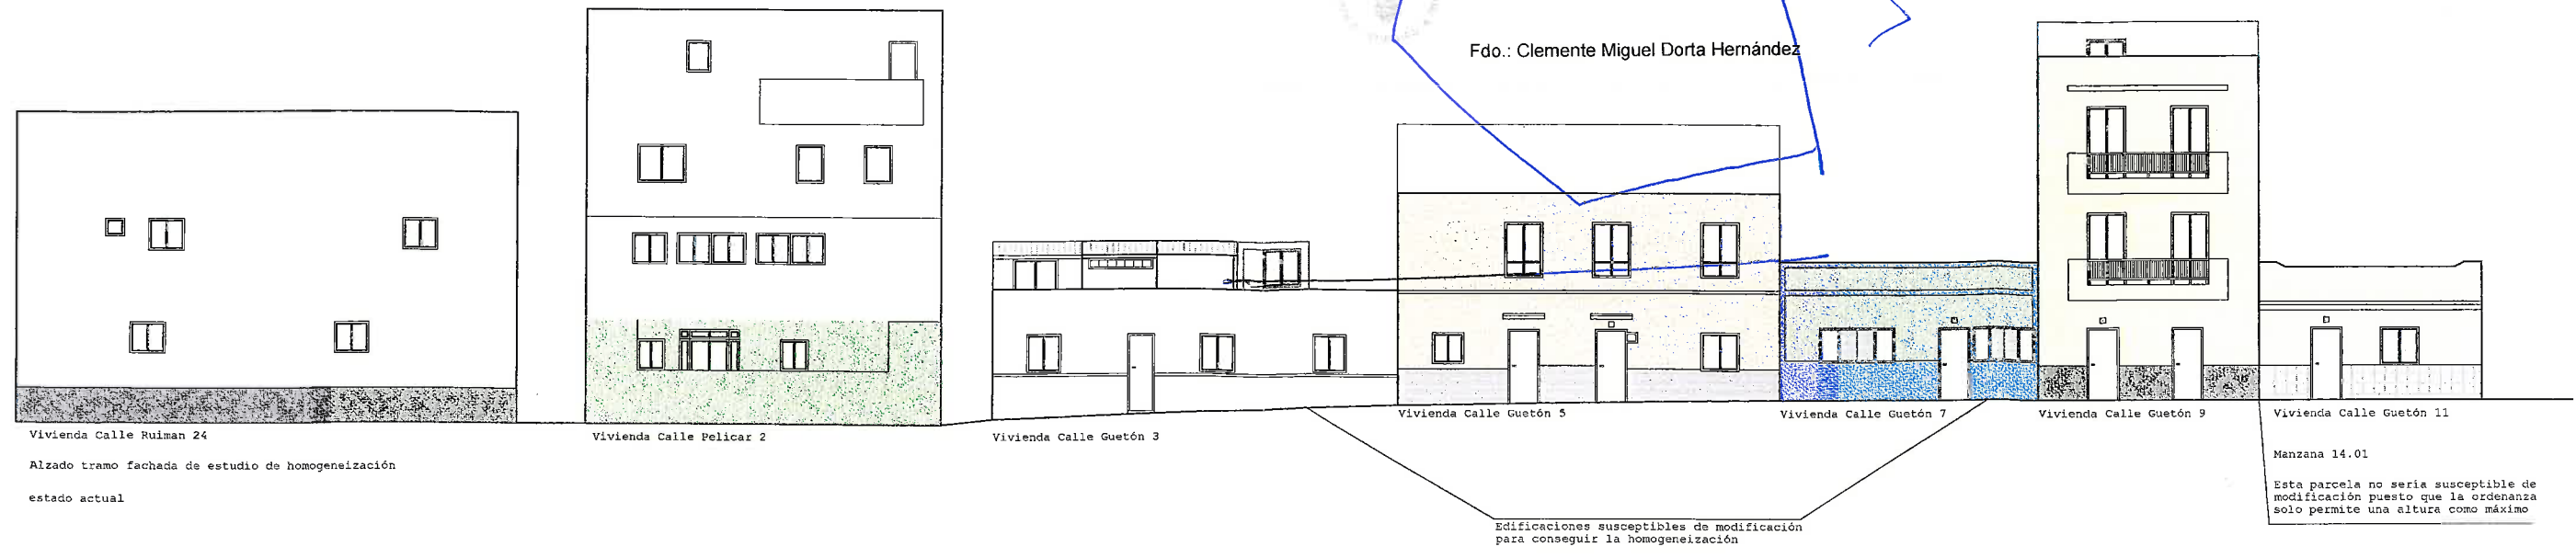 Fdo.: Clemente Miguel Dorta Hernández
Vivienda Calle Ruiman 24
Vivienda Calle Pelicar 2
Vivienda Calle Guetón 3
Vivienda Calle Guetón 5
Vivienda Calle Guetón 7
Vivienda Calle Guetón 9
Vivienda Calle Guetón 11
Alzado tramo fachada de estudio de homogeneización
estado actual
Manzana 14.01
Esta parcela no seria susceptible de
modificación puesto que la ordenanza
solo permite una altura como máximo
Edificaciones susceptibles de modificación
para conseguir la homogeneización